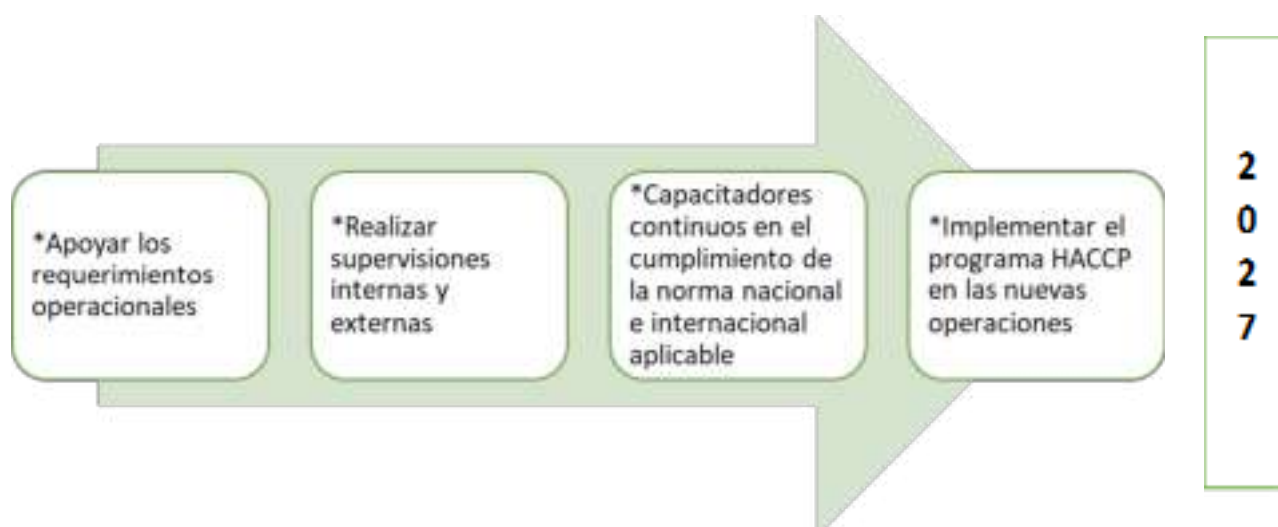 *Apoyar los
requerimientos
operacionales
*Realizar
supervisiones
internas y
externas
*Capacitadores
continuos en el
cumplimiento de
la norma nacional
e internacional
aplicable
*Implementar el
programa HACCP
en las nuevas
operaciones
2
0
2
7